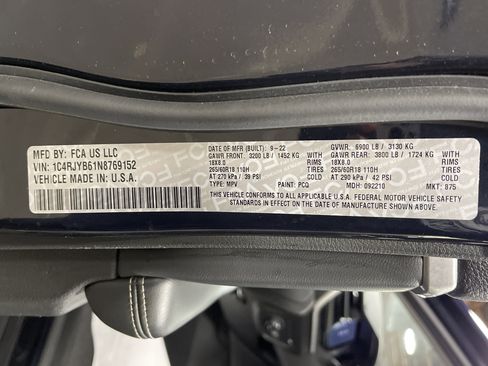 MFD BY: FCA US LLC
VIN: 1C4RJYB61N8769152
VEHICLE MADE IN: U.S.A.
DATE OF MFR (BUILT): 9-22 GVWR: 6900 LB / 3130 KG
GAWR FRONT: 3200 LB / 1452 KG GAWR REAR: 3800 LB / 1724 KG
18X8.0 18X8.0
265/60R18 110H TIRES 265/60R18 110H TIRES
AT 270 kPa / 39 PSI COLD AT 290 kPa / 42 PSI COLD
TYPE: MPV PAINT: PCQ MDH: 092210 MKT: 875
THIS VEHICLE CONFORMS TO ALL APPLICABLE U.S.A. FEDERAL MOTOR VEHICLE SAFETY
STANDARDS IN EFFECT ON THE DATE OF MANUFACTURE SHOWN ABOVE.